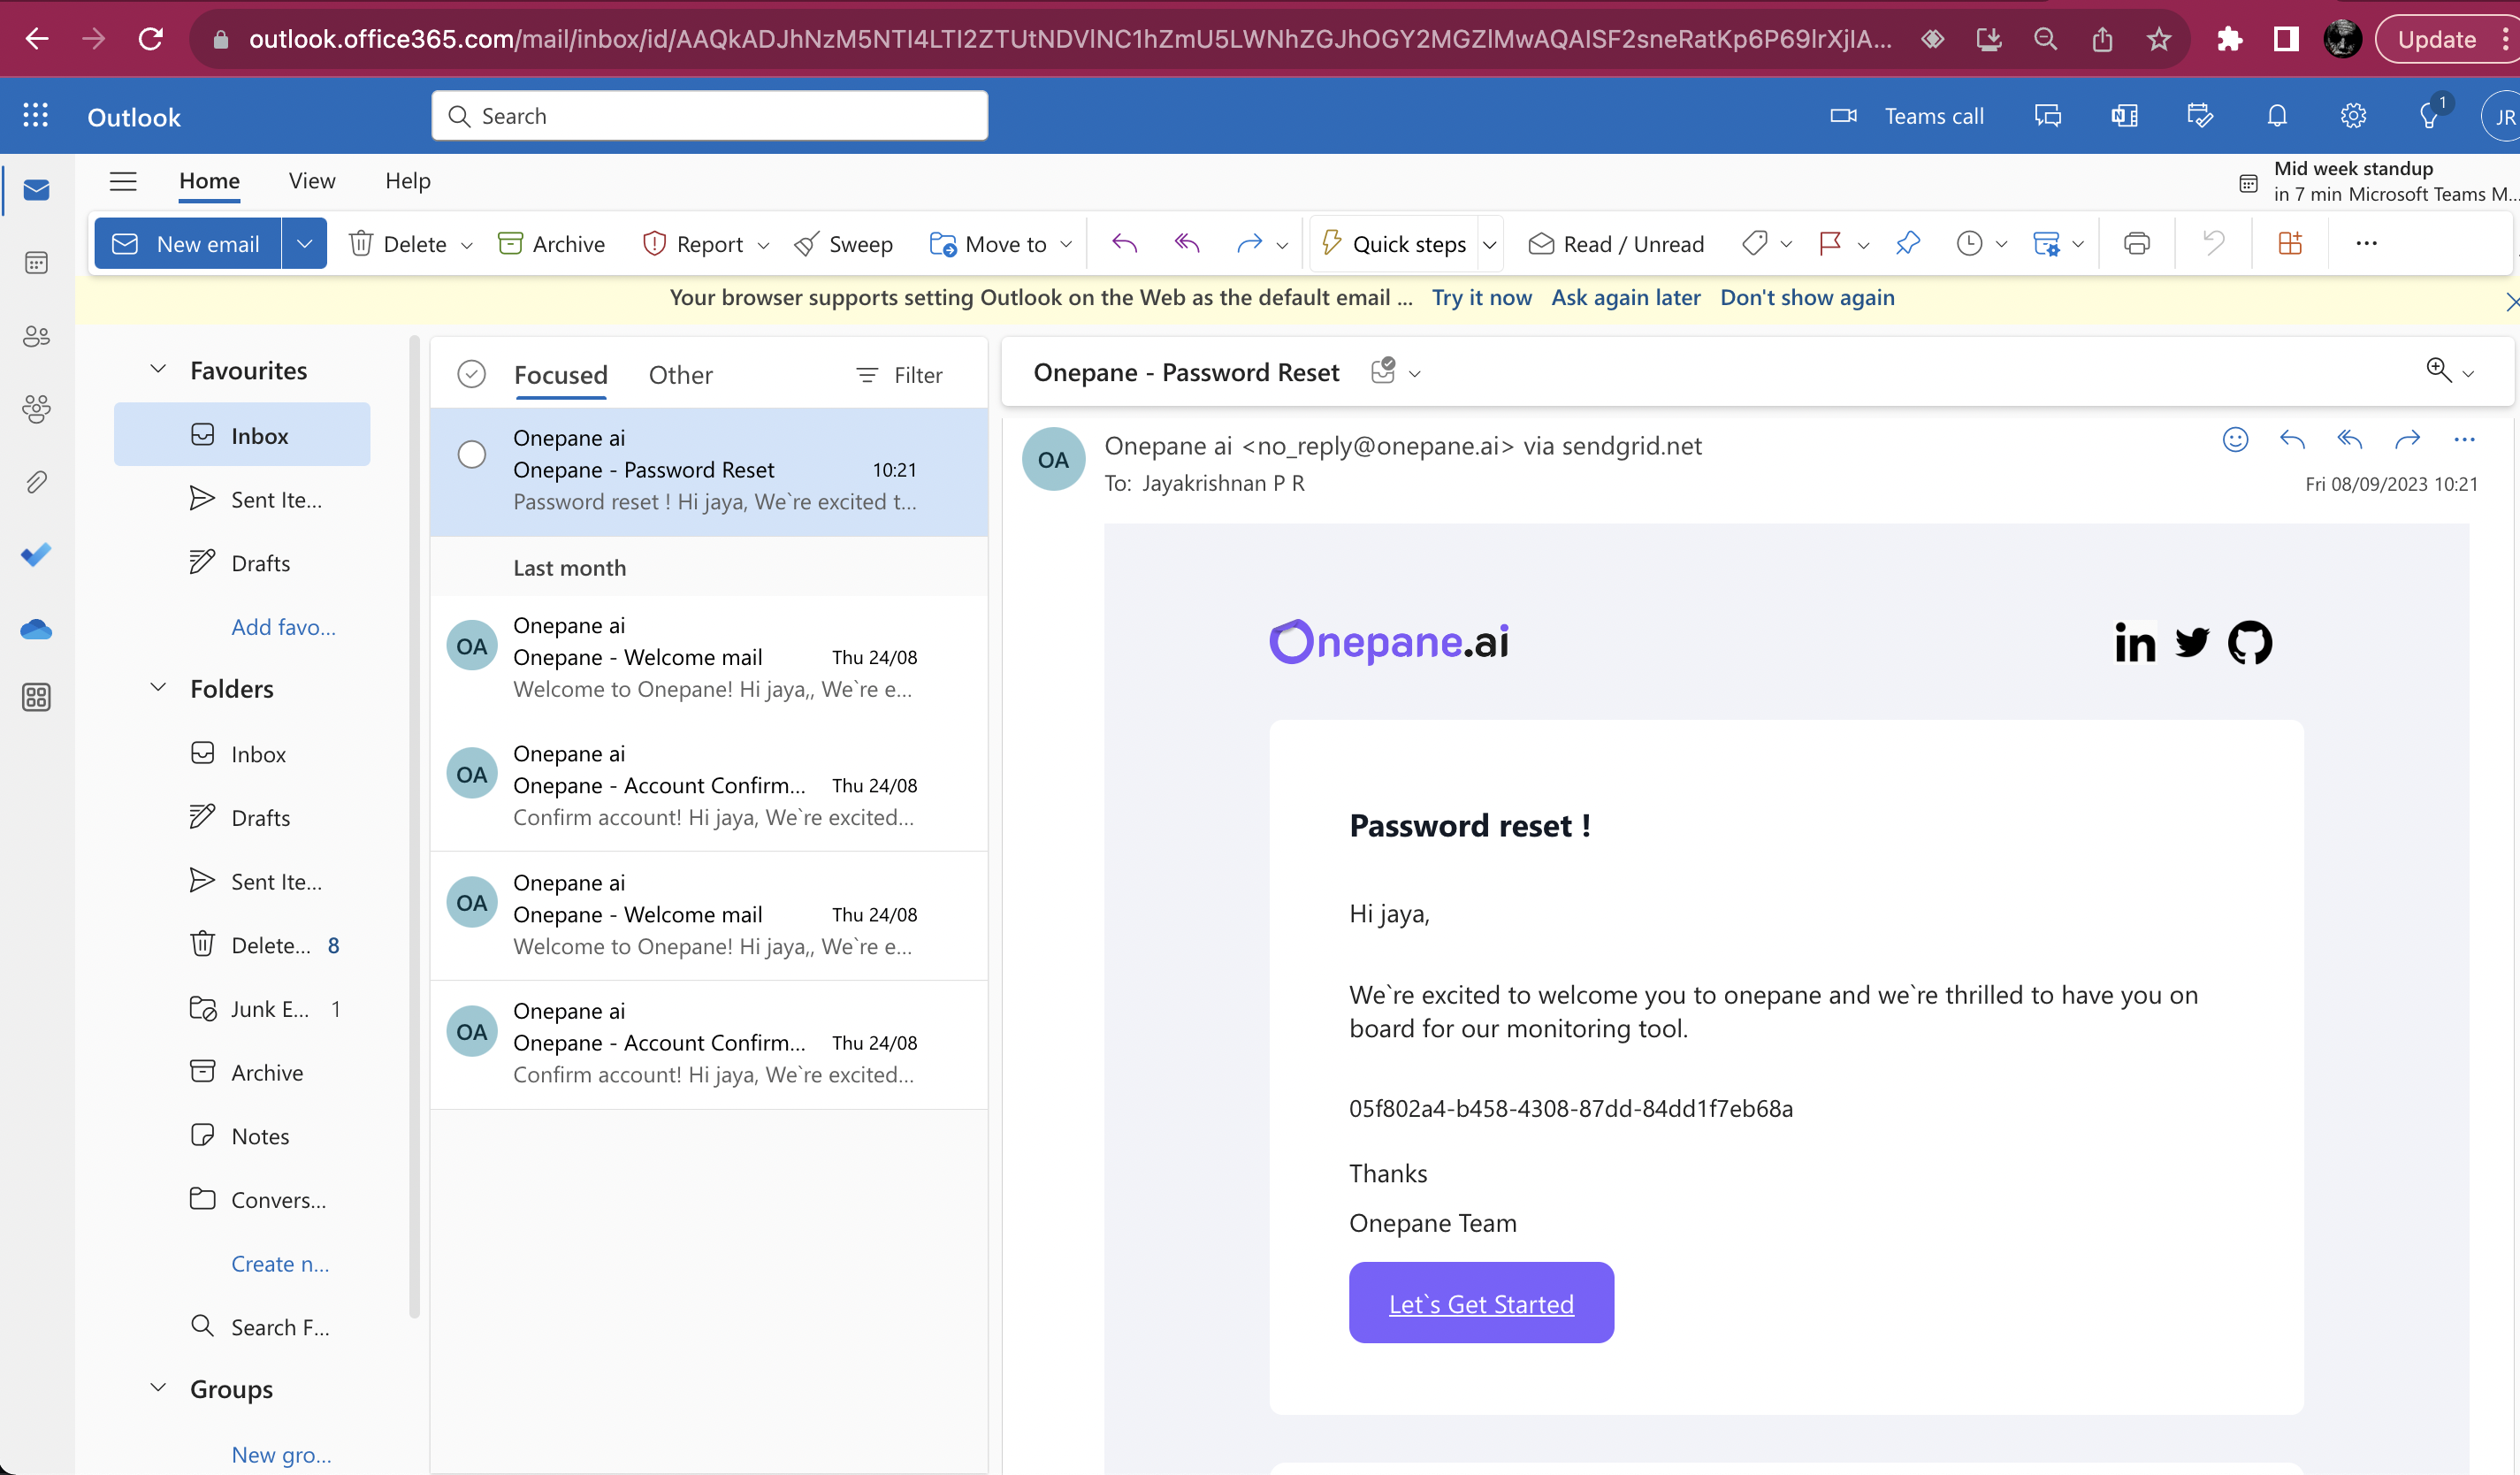 outlook.office365.com/mail/inbox/id/AAQkADJhNzM5NTI4LTI2ZTUtNDVlNC1hZmU5LWNhZGJhOGY2MGZlMwAQAISF2sneRatKp6P69lrXjIA...
Update
Outlook
Search
Teams call
1
JR
Home
View
Help
Mid week standup
in 7 min Microsoft Teams M...
New email
Delete
Archive
Report
Sweep
Move to
Quick steps
Read / Unread
Your browser supports setting Outlook on the Web as the default email ...
Try it now
Ask again later
Don't show again
Favourites
Inbox
Sent Ite...
Drafts
Add favo...
Folders
Inbox
Drafts
Sent Ite...
Delete... 8
Junk E... 1
Archive
Notes
Convers...
Create n...
Search F...
Groups
New gro...
Focused
Other
Filter
Onepane ai
Onepane - Password Reset 10:21
Password reset ! Hi jaya, We`re excited t...
Last month
OA
Onepane ai
Onepane - Welcome mail Thu 24/08
Welcome to Onepane! Hi jaya,, We`re e...
OA
Onepane ai
Onepane - Account Confirm... Thu 24/08
Confirm account! Hi jaya, We`re excited...
OA
Onepane ai
Onepane - Welcome mail Thu 24/08
Welcome to Onepane! Hi jaya,, We`re e...
OA
Onepane ai
Onepane - Account Confirm... Thu 24/08
Confirm account! Hi jaya, We`re excited...
Onepane - Password Reset
OA
Onepane ai <no_reply@onepane.ai> via sendgrid.net
To: Jayakrishnan P R
Fri 08/09/2023 10:21
Onepane.ai
in
Password reset !
Hi jaya,
We`re excited to welcome you to onepane and we`re thrilled to have you on
board for our monitoring tool.
05f802a4-b458-4308-87dd-84dd1f7eb68a
Thanks
Onepane Team
Let`s Get Started